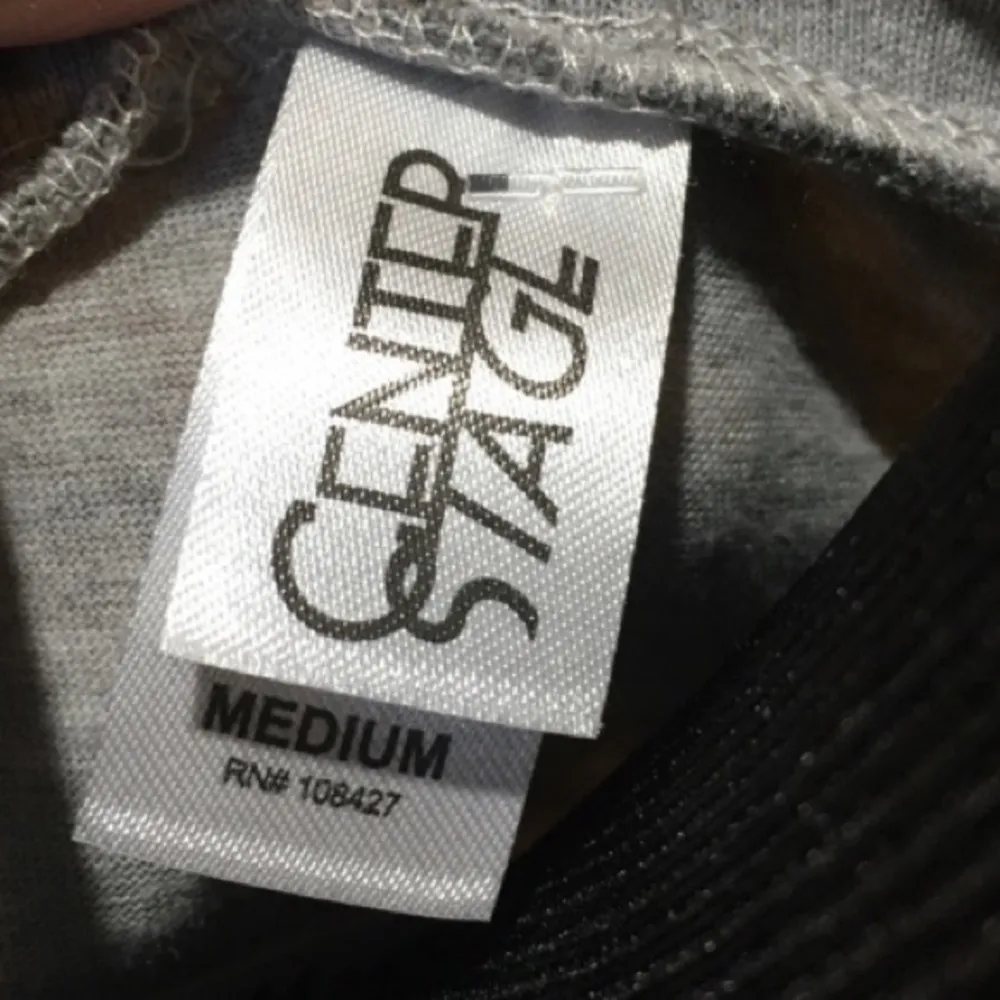 CENTER
STAGE
MEDIUM
RN# 108427